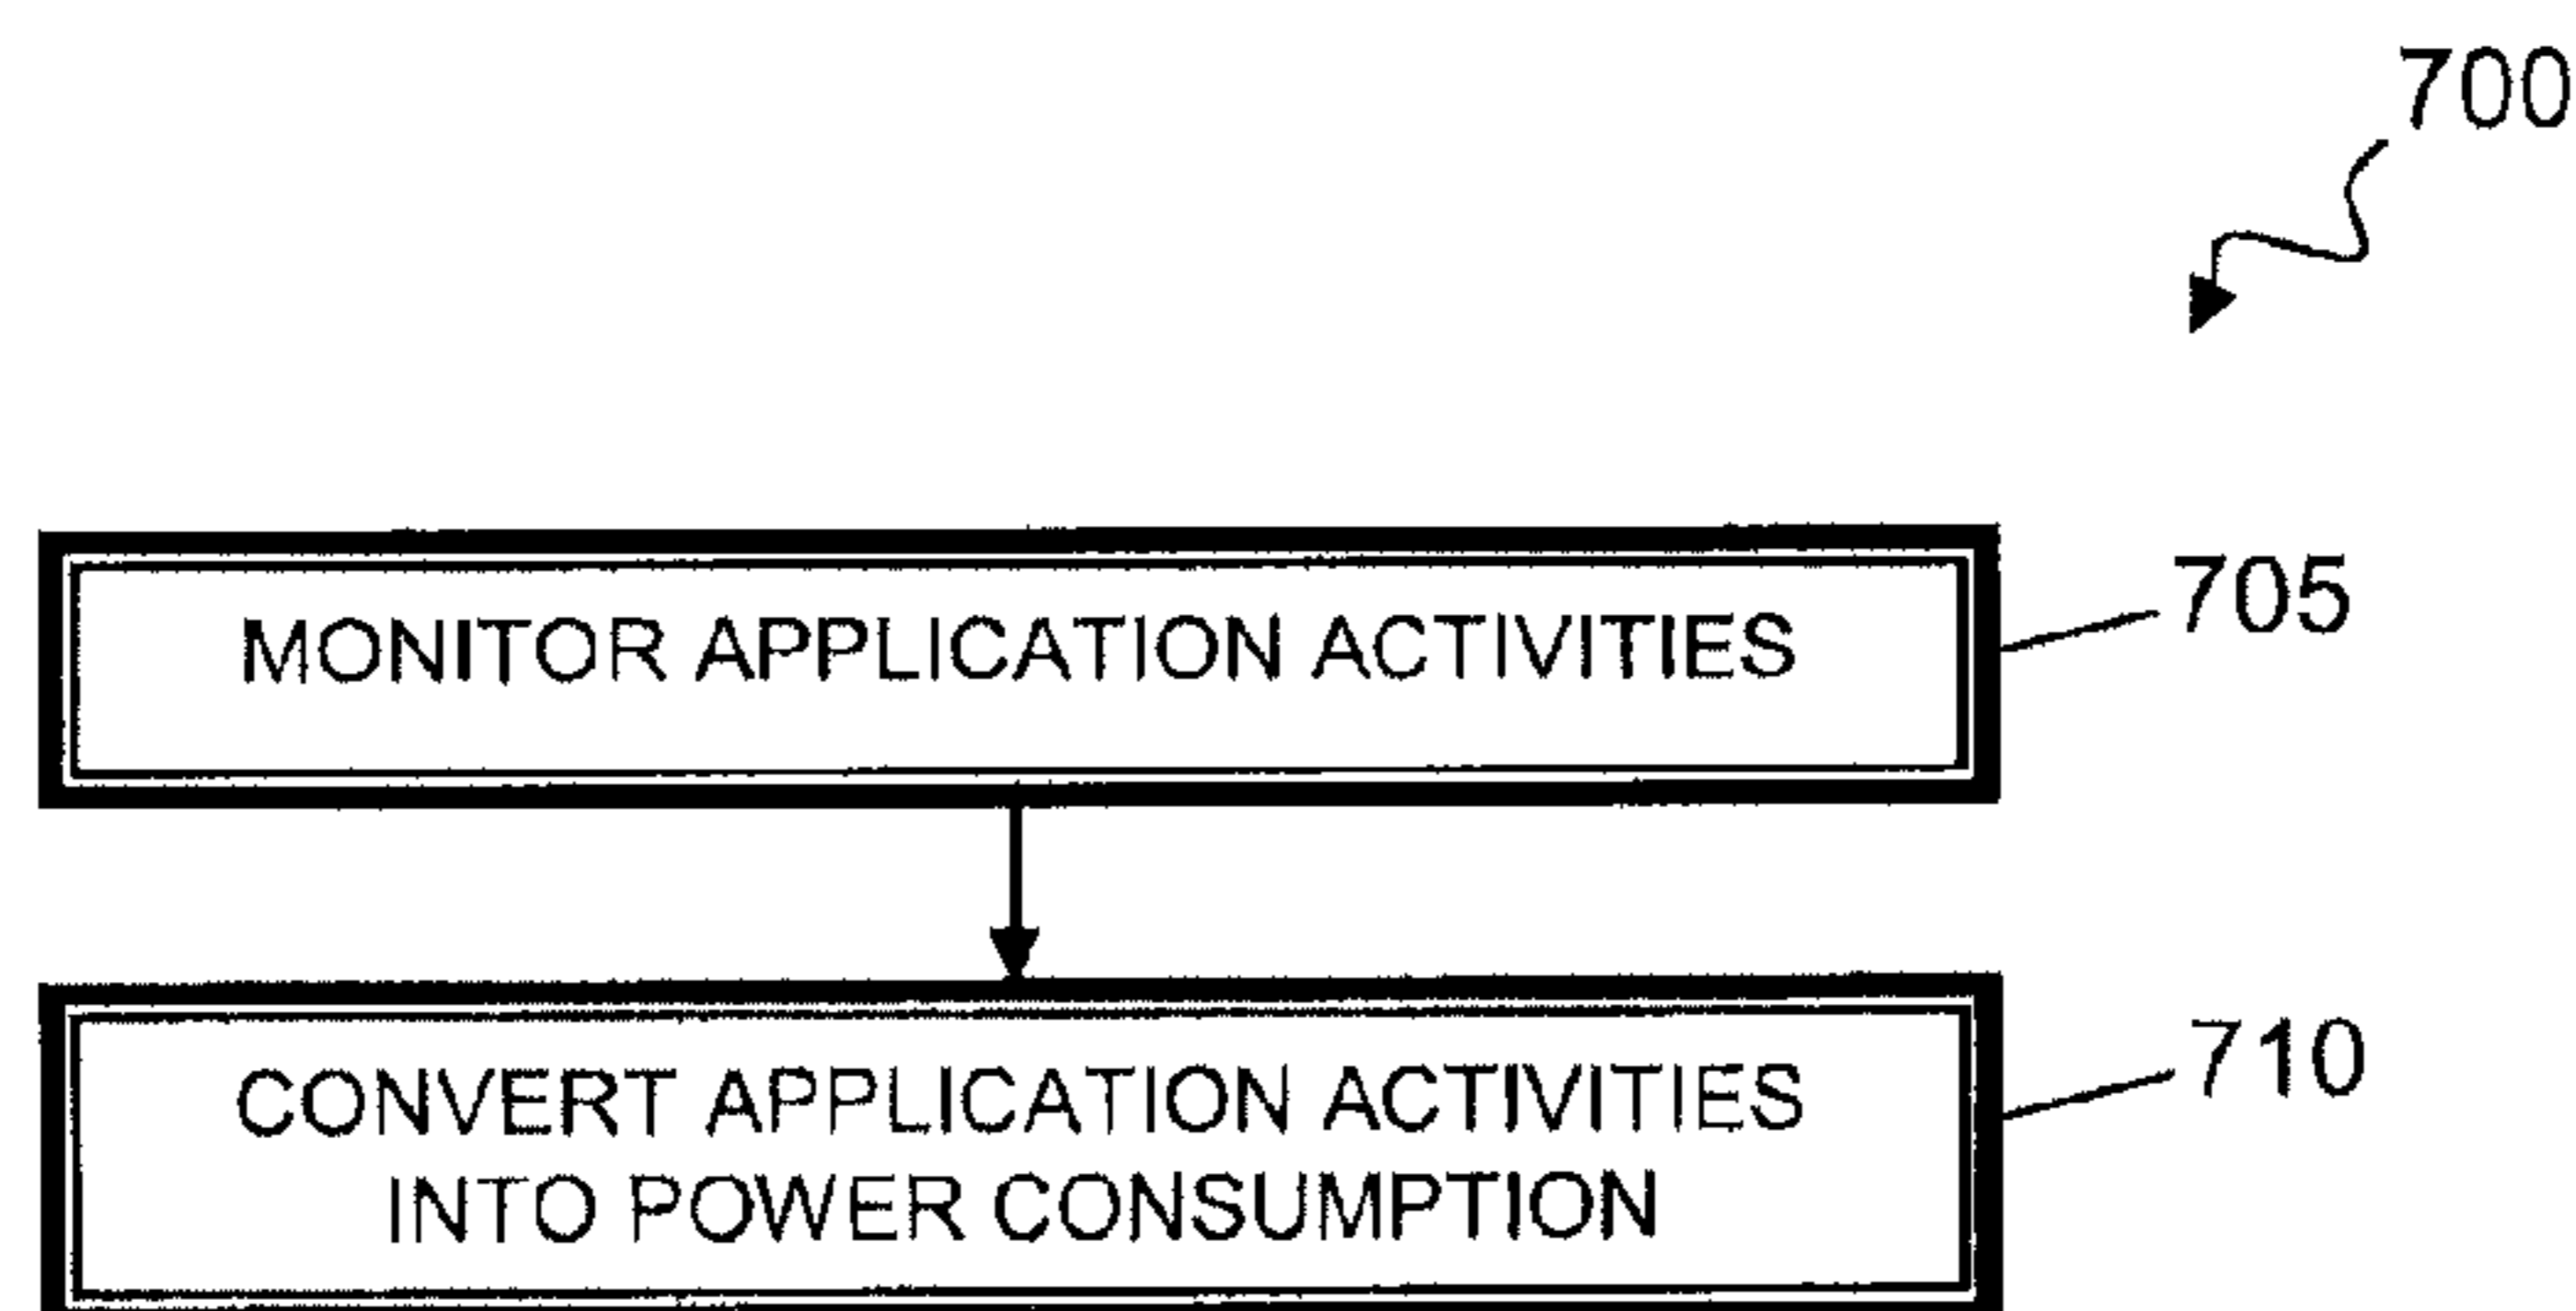 700
MONITOR APPLICATION ACTIVITIES
705
CONVERT APPLICATION ACTIVITIES
INTO POWER CONSUMPTION
710